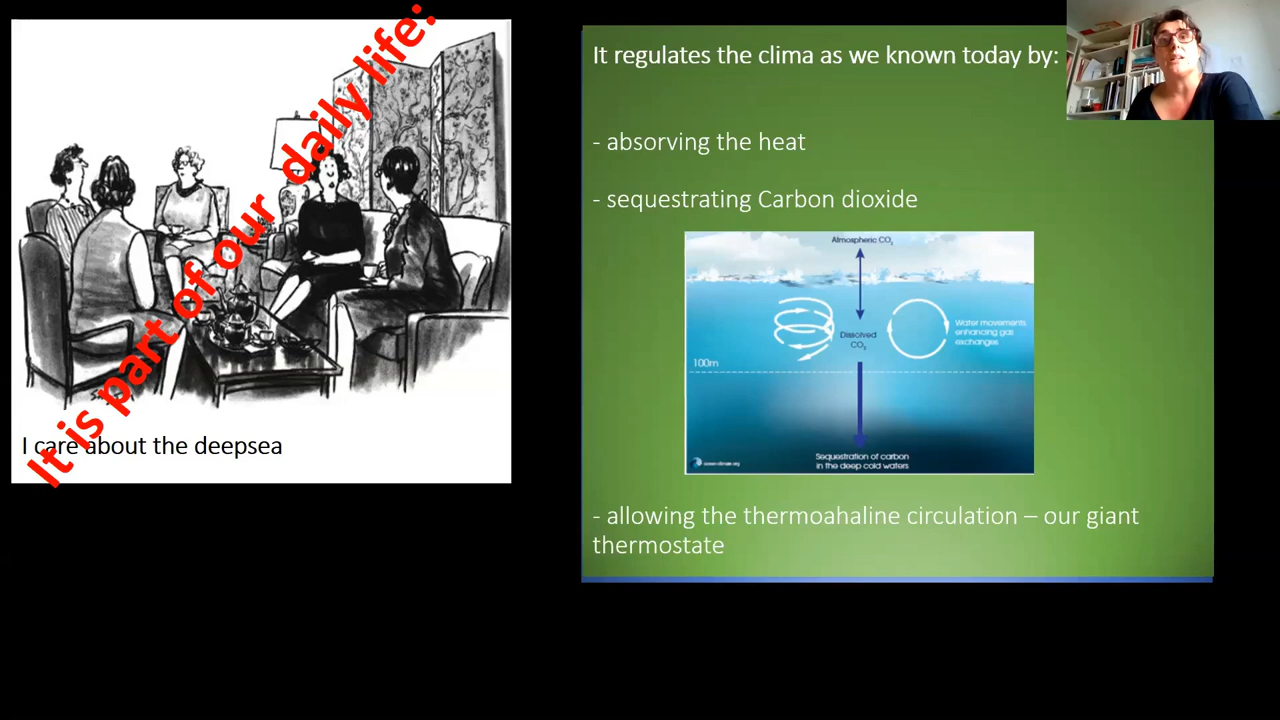 It is part of our daily life:
I care about the deepsea
It regulates the clima as we known today by:
- absorving the heat
- sequestrating Carbon dioxide
Atmospheric CO₂
Dissolved
CO₂
Water movements
enhancing gas
exchanges
100m
Sequestration of carbon
in the deep cold waters
- allowing the thermoahaline circulation – our giant
thermostate